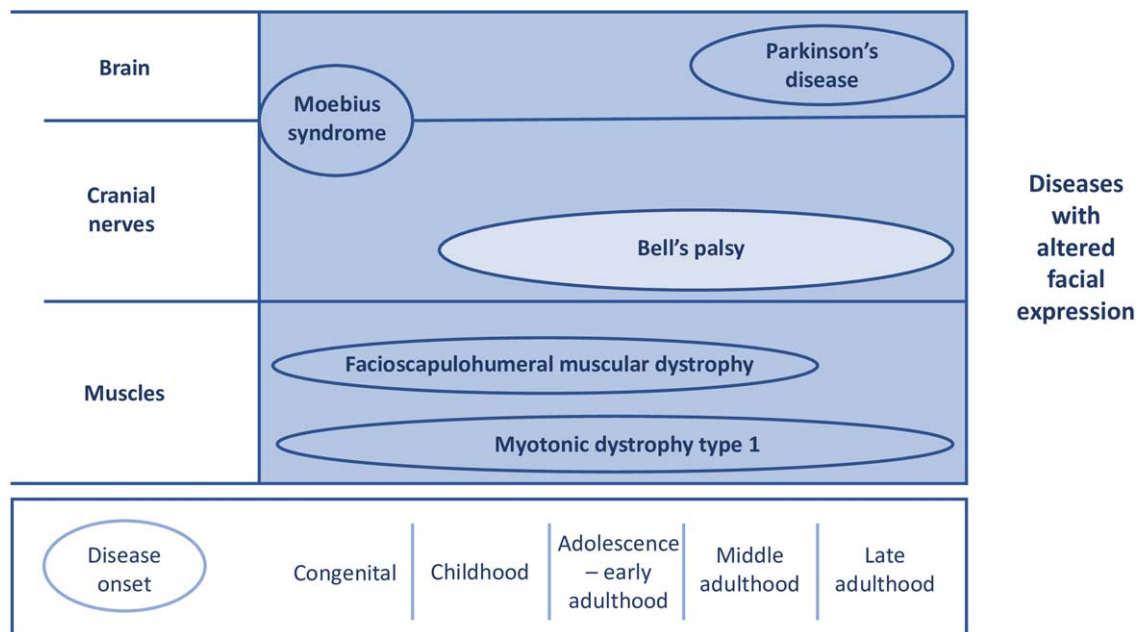 Brain
Parkinson's
disease
Moebius
syndrome
Cranial
nerves
Bell's palsy
Diseases
with
altered
facial
expression
Muscles
Facioscapulohumeral muscular dystrophy
Myotonic dystrophy type 1
Disease
onset
Congenital
Childhood
Adolescence
– early
adulthood
Middle
adulthood
Late
adulthood